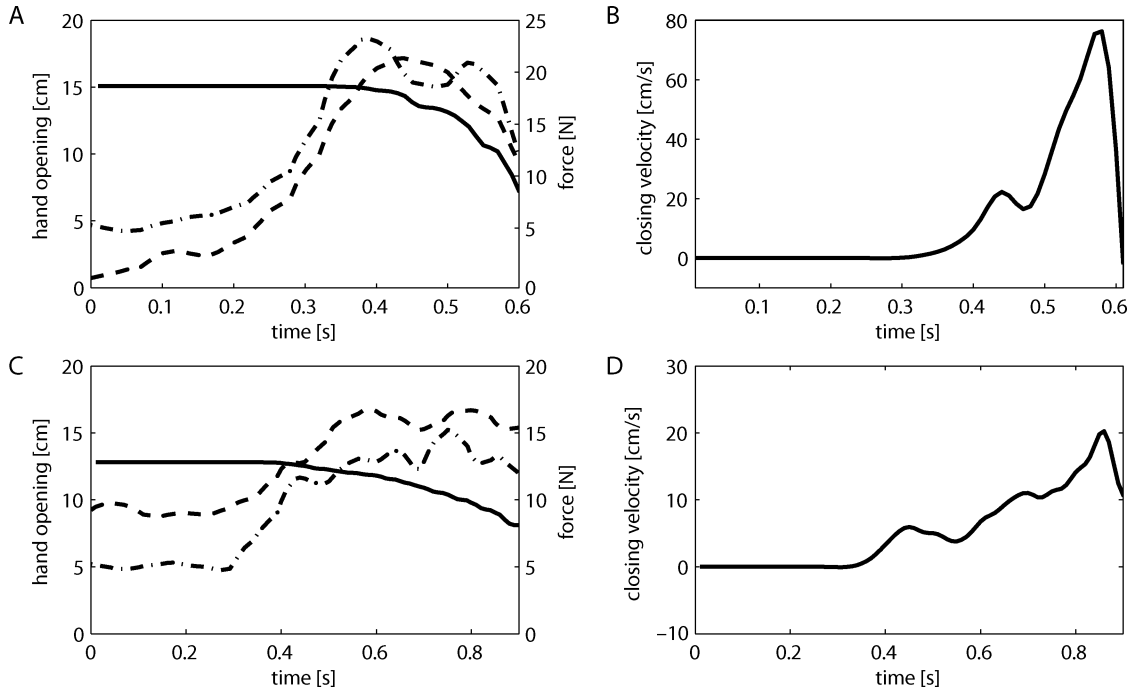 A
20
15
10
5
0
hand opening [cm]
25
20
15
10
5
0
force [N]
0 0.1 0.2 0.3 0.4 0.5 0.6
time [s]
B
80
60
40
20
0
closing velocity [cm/s]
0.1 0.2 0.3 0.4 0.5 0.6
time [s]
C
20
15
10
5
0
hand opening [cm]
20
15
10
5
0
force [N]
0 0.2 0.4 0.6 0.8
time [s]
D
30
20
10
0
−10
closing velocity [cm/s]
0 0.2 0.4 0.6 0.8
time [s]